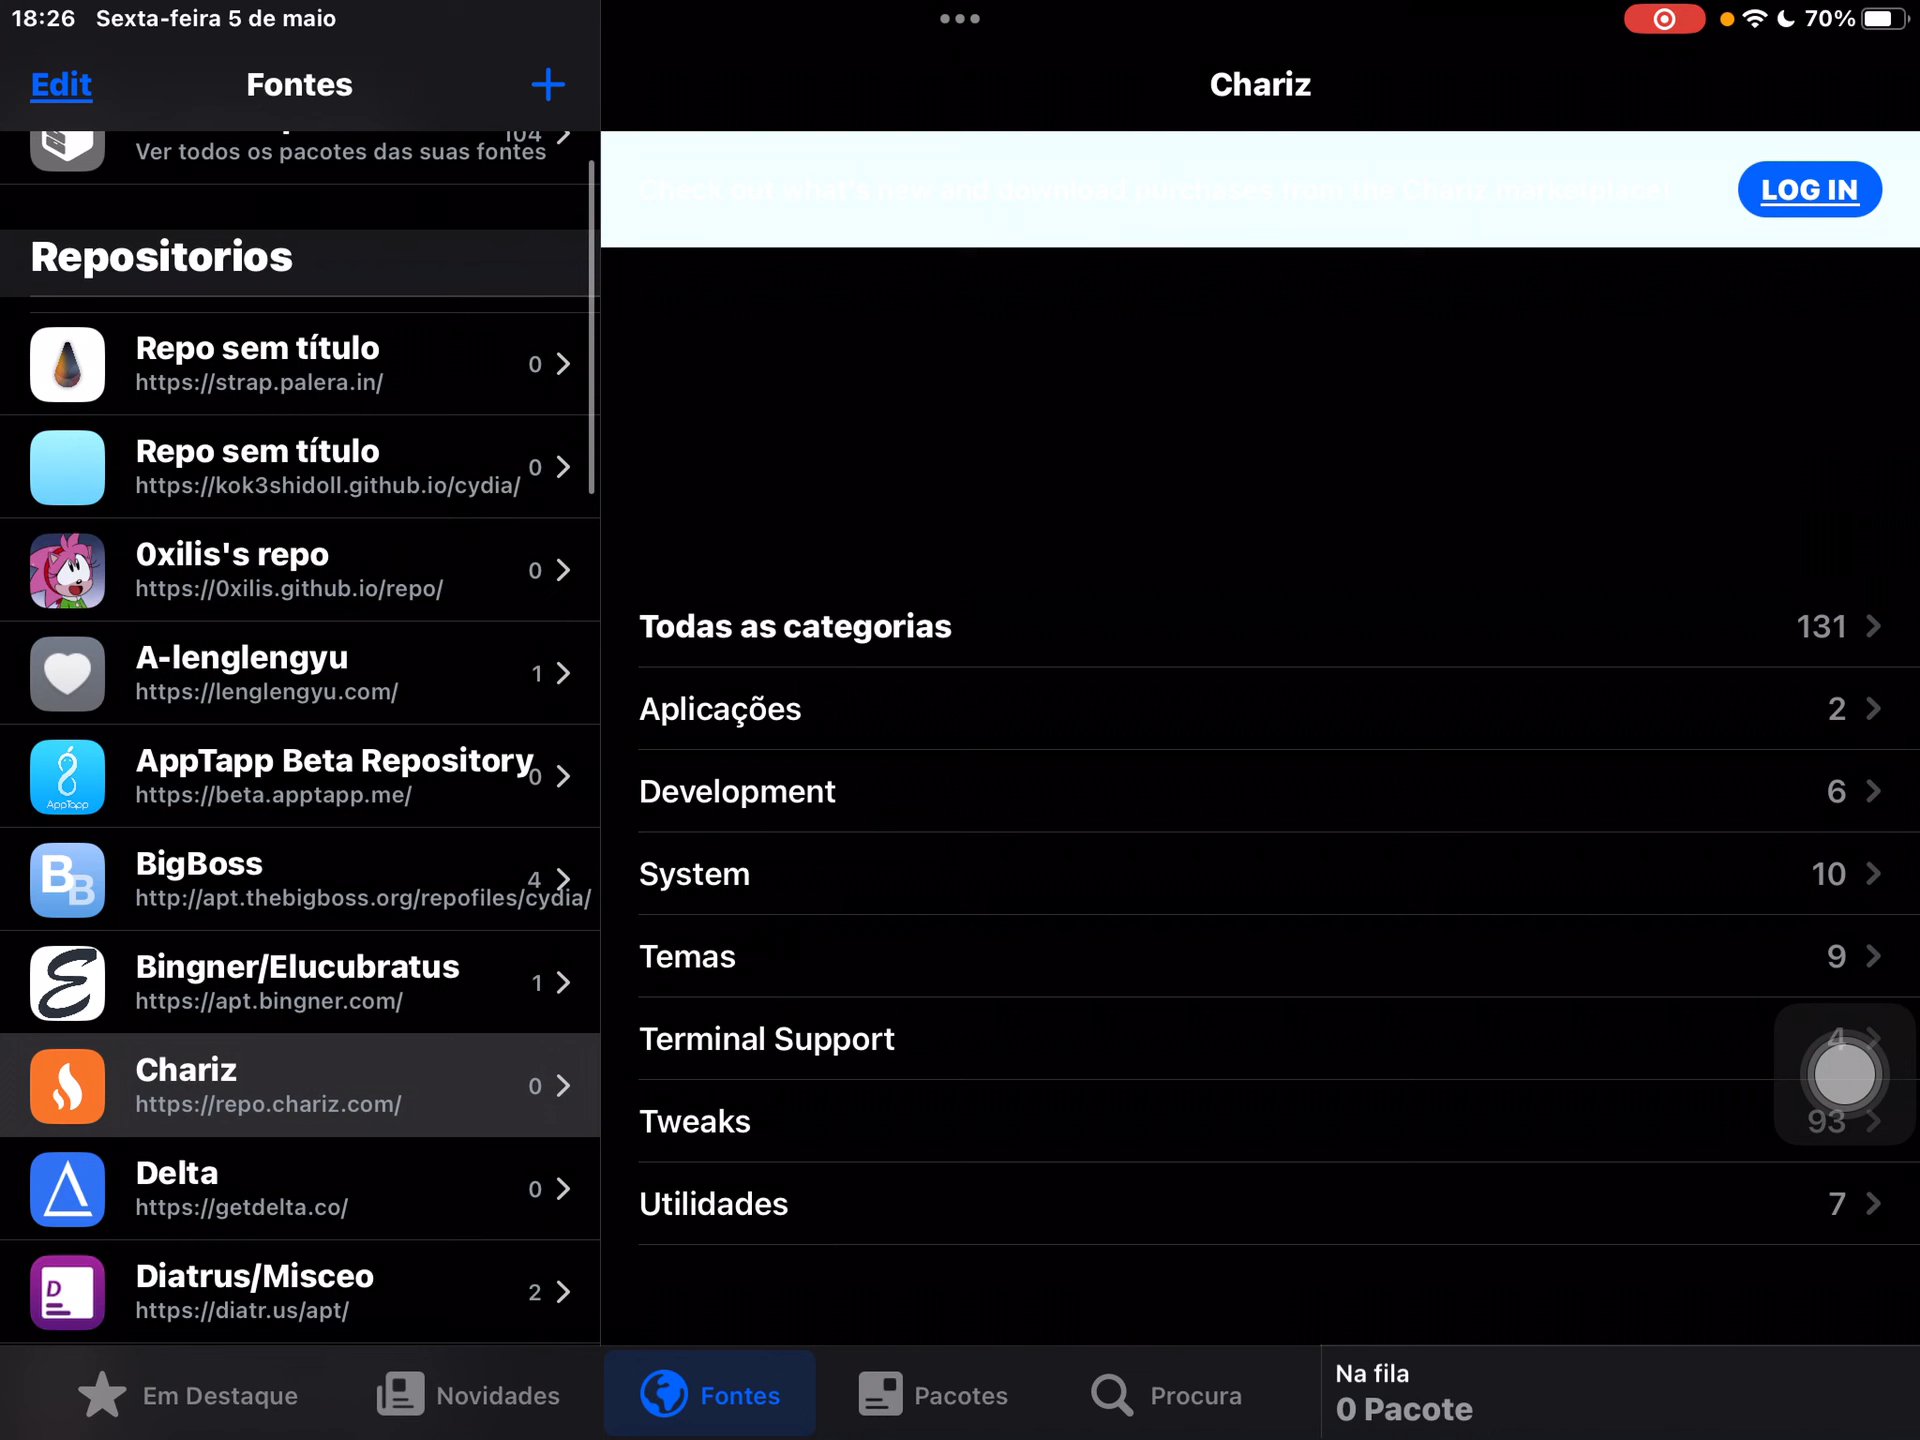 18:26 Sexta-feira 5 de maio
70%
Edit
Fontes
+
104
Ver todos os pacotes das suas fontes
Repositorios
Repo sem título
https://strap.palera.in/
0
Repo sem título
https://kok3shidoll.github.io/cydia/
0
0xilis's repo
https://0xilis.github.io/repo/
0
A-lenglengyu
https://lenglengyu.com/
1
AppTapp
AppTapp Beta Repository
https://beta.apptapp.me/
0
BB
BigBoss
http://apt.thebigboss.org/repofiles/cydia/
4
Bingner/Elucubratus
https://apt.bingner.com/
1
Chariz
https://repo.chariz.com/
0
Delta
https://getdelta.co/
0
D
Diatrus/Misceo
https://diatr.us/apt/
2
Chariz
Check out what's new and download purchases from the Chariz marketplace!
LOG IN
Todas as categorias 131
Aplicações 2
Development 6
System 10
Temas 9
Terminal Support 4
Tweaks 93
Utilidades 7
Em Destaque
Novidades
Fontes
Pacotes
Procura
Na fila
0 Pacote